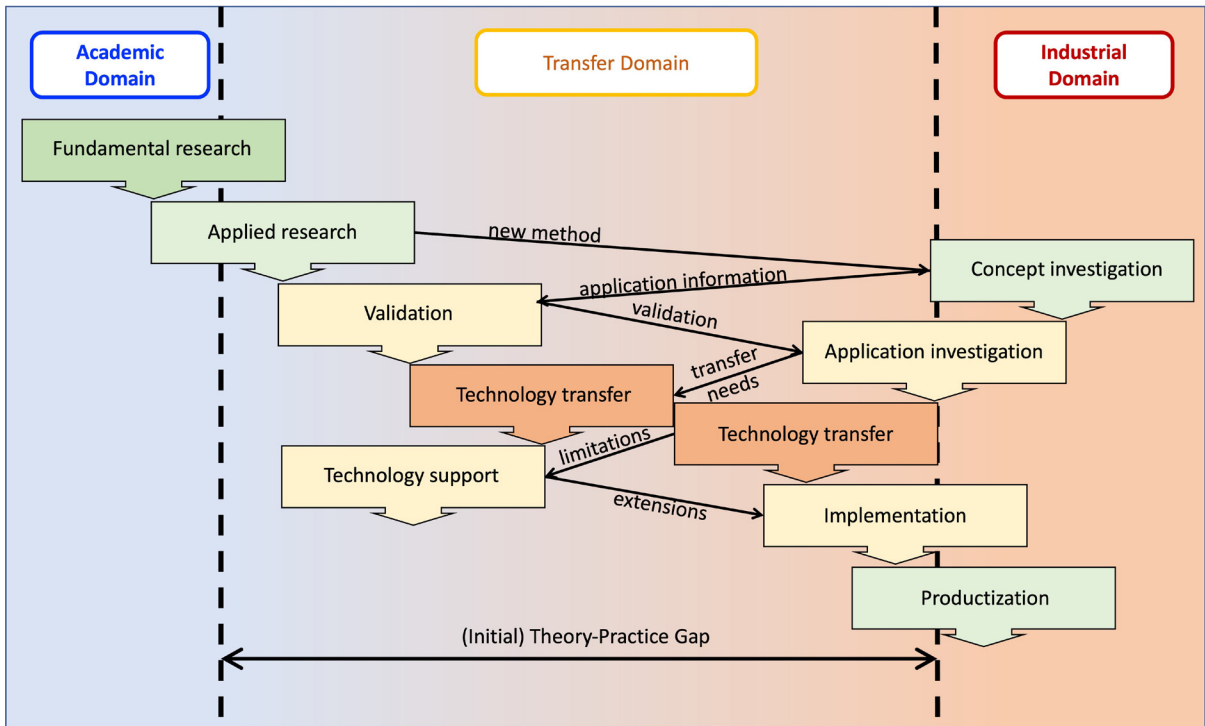 Academic
Domain
Transfer Domain
Industrial
Domain
Fundamental research
Applied research
new method
Concept investigation
application information
Validation
validation
Application investigation
transfer
needs
Technology transfer
Technology transfer
limitations
Technology support
extensions
Implementation
Productization
(Initial) Theory-Practice Gap